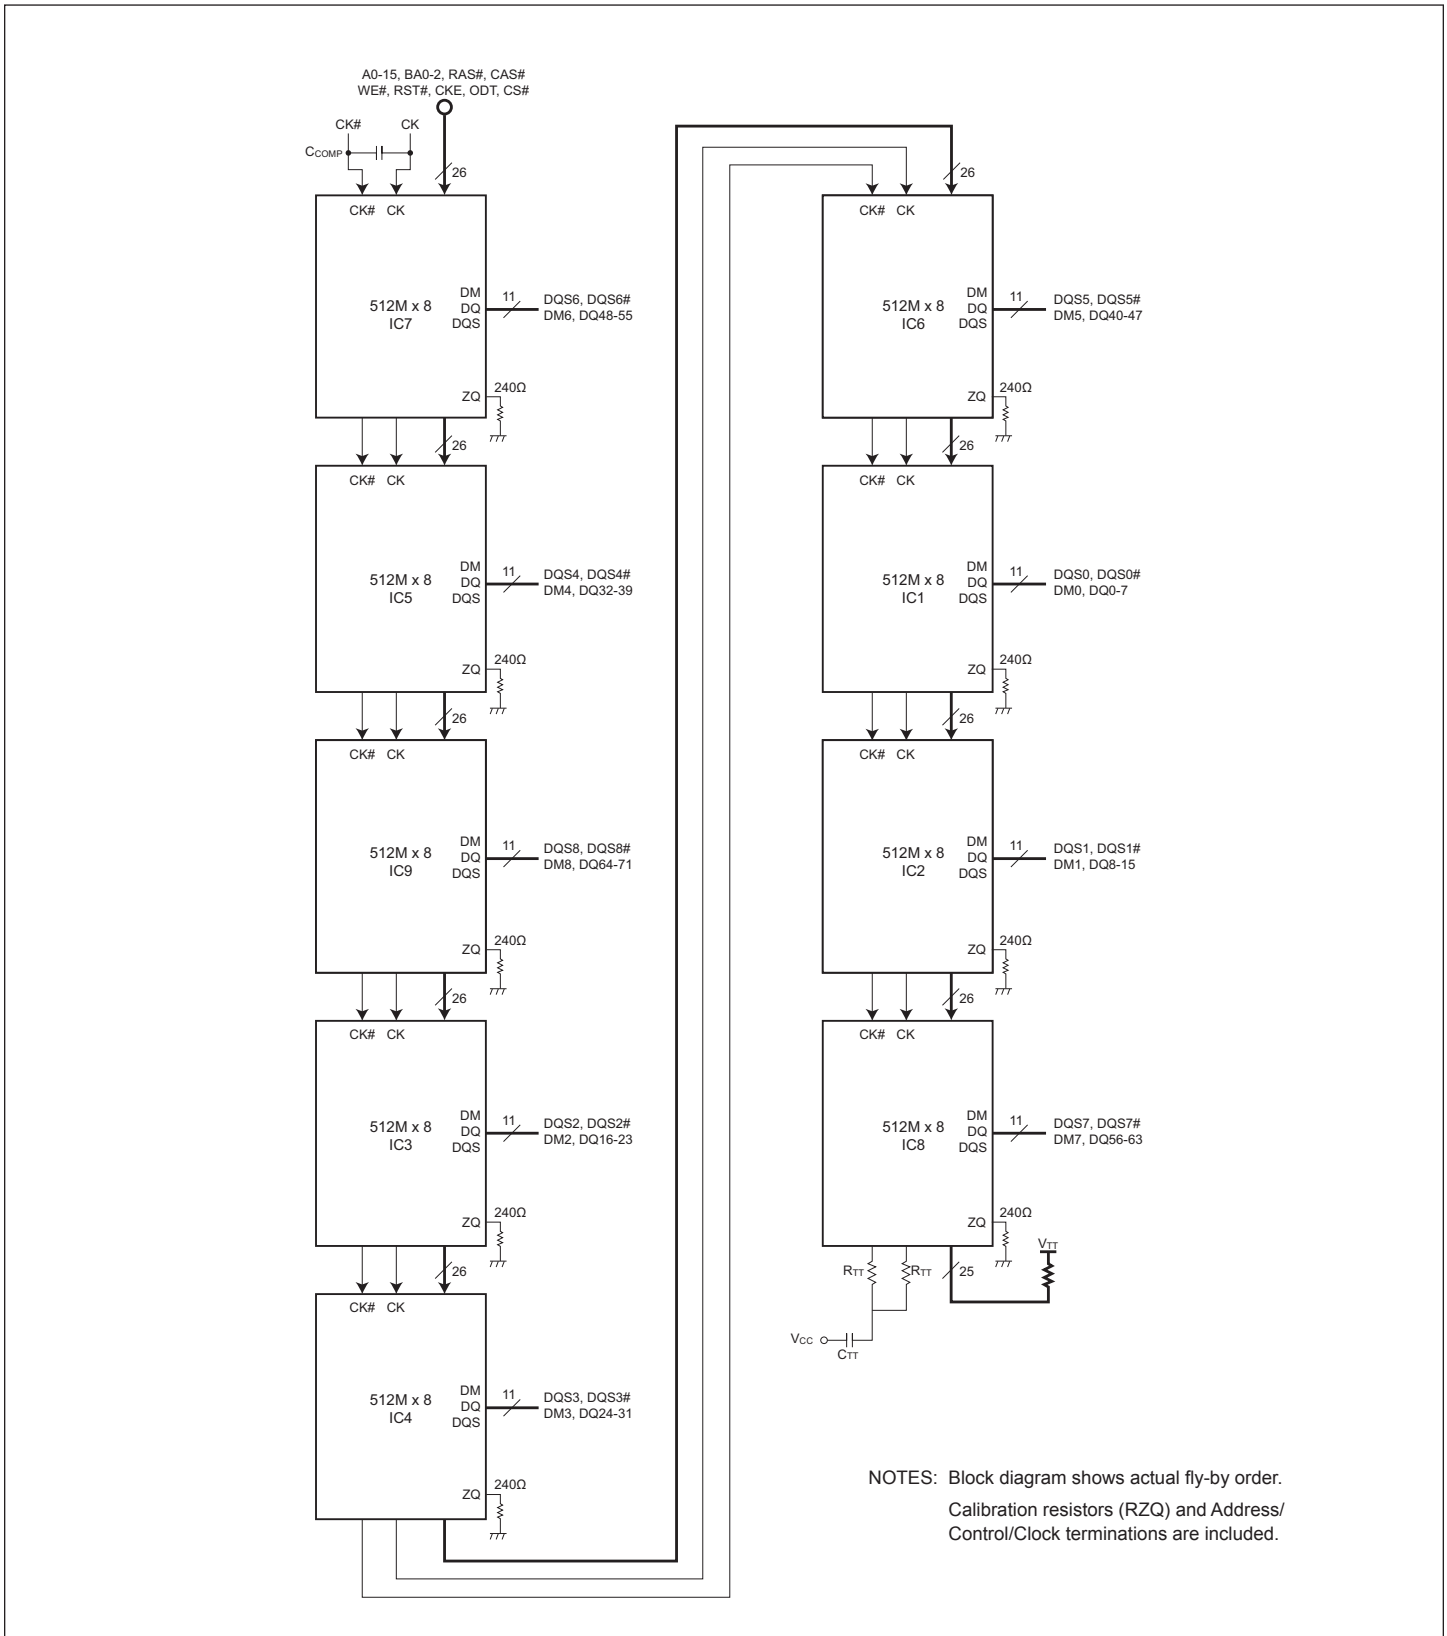 A0-15, BA0-2, RAS#, CAS#
WE#, RST#, CKE, ODT, CS#
CK# CK
CCOMP
26
CK# CK
512M x 8
IC7
DM
DQ
DQS
11
DQS6, DQS6#
DM6, DQ48-55
ZQ
240Ω
26
CK# CK
512M x 8
IC5
DM
DQ
DQS
11
DQS4, DQS4#
DM4, DQ32-39
ZQ
240Ω
26
CK# CK
512M x 8
IC9
DM
DQ
DQS
11
DQS8, DQS8#
DM8, DQ64-71
ZQ
240Ω
26
CK# CK
512M x 8
IC3
DM
DQ
DQS
11
DQS2, DQS2#
DM2, DQ16-23
ZQ
240Ω
26
CK# CK
512M x 8
IC4
DM
DQ
DQS
11
DQS3, DQS3#
DM3, DQ24-31
ZQ
240Ω
26
CK# CK
512M x 8
IC6
DM
DQ
DQS
11
DQS5, DQS5#
DM5, DQ40-47
ZQ
240Ω
26
CK# CK
512M x 8
IC1
DM
DQ
DQS
11
DQS0, DQS0#
DM0, DQ0-7
ZQ
240Ω
26
CK# CK
512M x 8
IC2
DM
DQ
DQS
11
DQS1, DQS1#
DM1, DQ8-15
ZQ
240Ω
26
CK# CK
512M x 8
IC8
DM
DQ
DQS
11
DQS7, DQS7#
DM7, DQ56-63
ZQ
240Ω
RTT
RTT
25
VTT
VCC
CTT
NOTES: Block diagram shows actual fly-by order.
Calibration resistors (RZQ) and Address/
Control/Clock terminations are included.